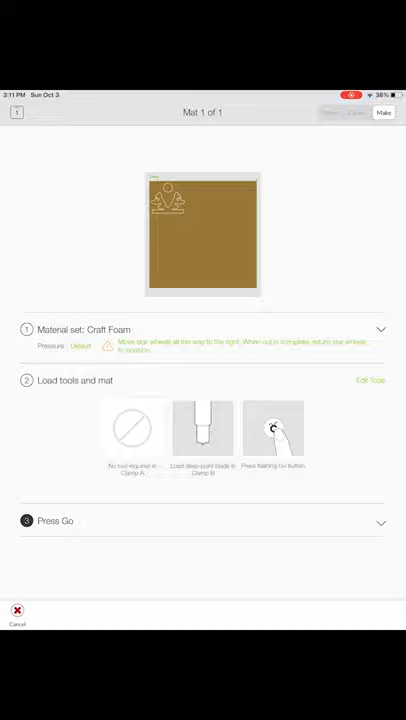 3:11 PM Sun Oct 3
38%
1
Mat 1 of 1
Make
1 Material set: Craft Foam
Pressure : Default
Move star wheels all the way to the right. When cut is complete, return star wheels
to position.
2 Load tools and mat
Edit Tools
No tool required in
Clamp A
Load deep-point blade in
Clamp B
Press flashing Go button
3 Press Go
Cancel